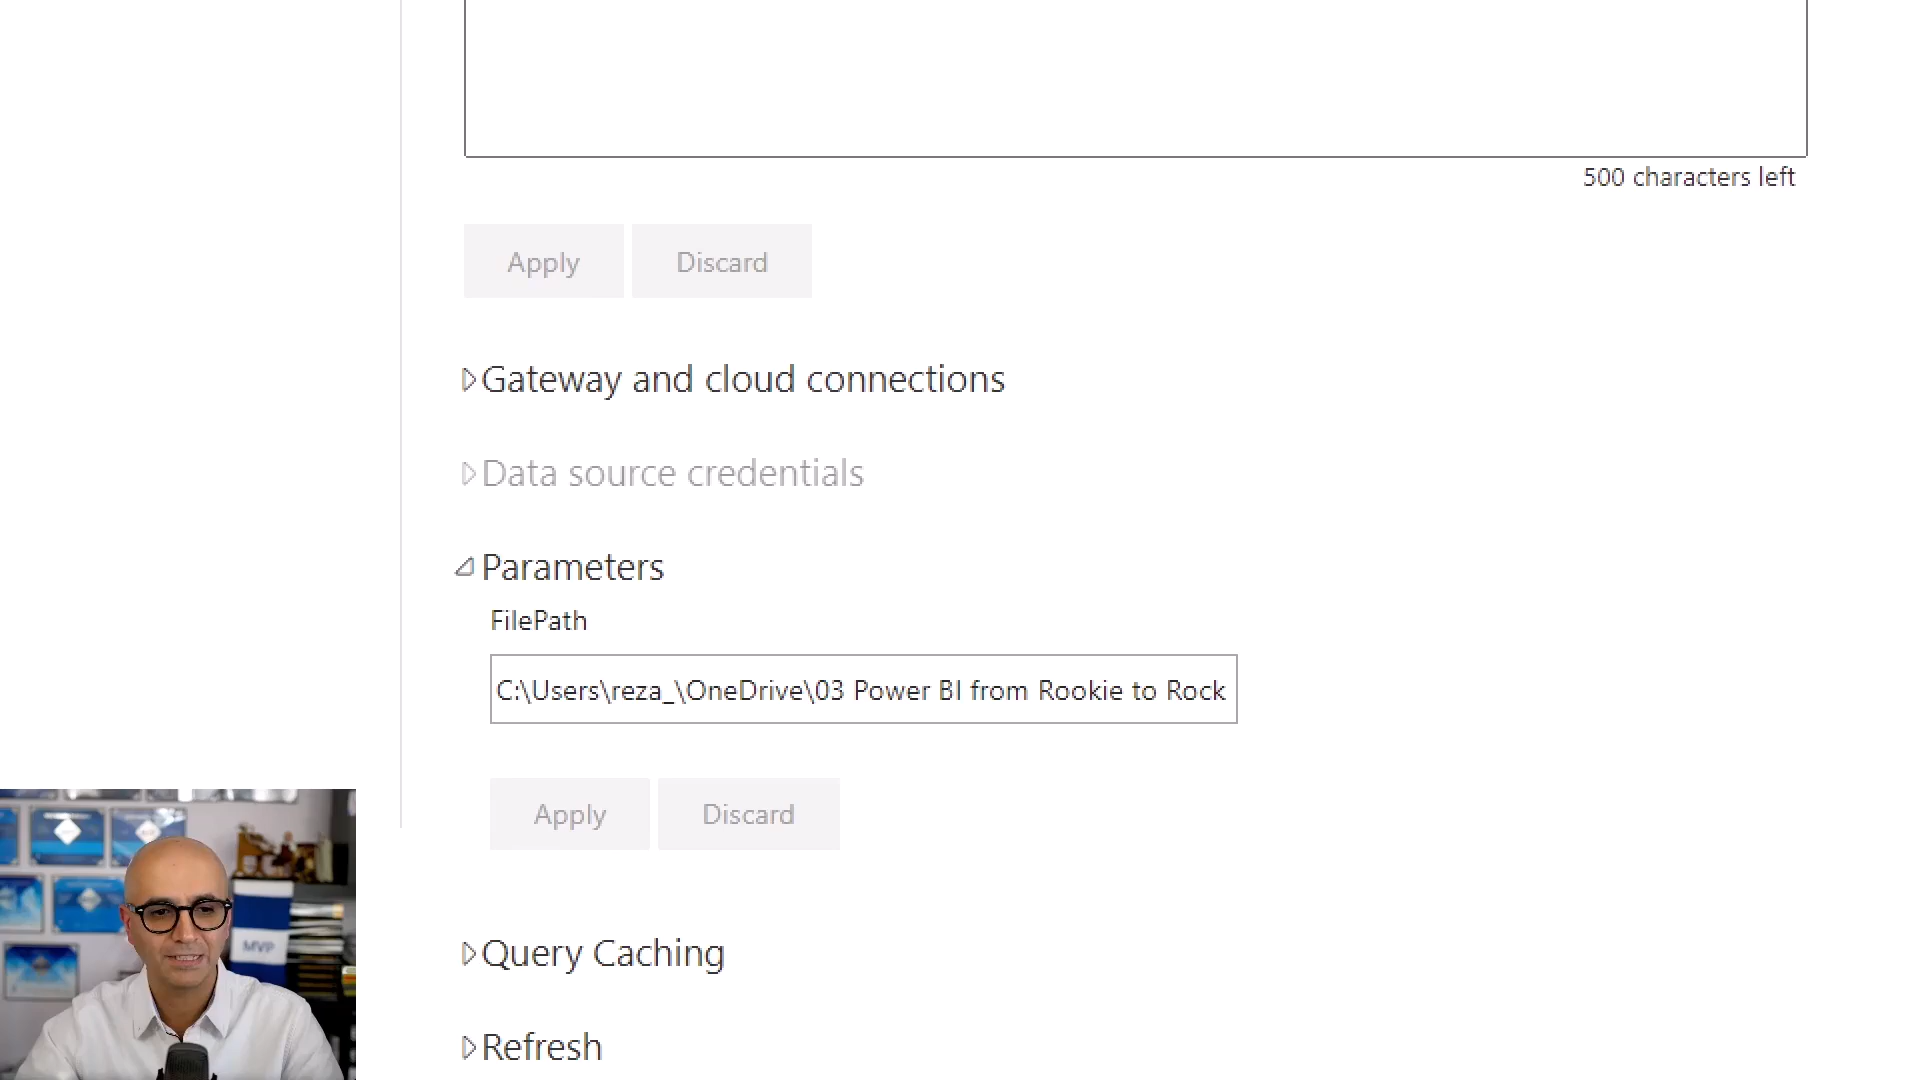 500 characters left
Apply Discard
Gateway and cloud connections
Data source credentials
Parameters
FilePath
C:\Users\reza_\OneDrive\03 Power BI from Rookie to Rock
Apply Discard
MVP
Query Caching
Refresh